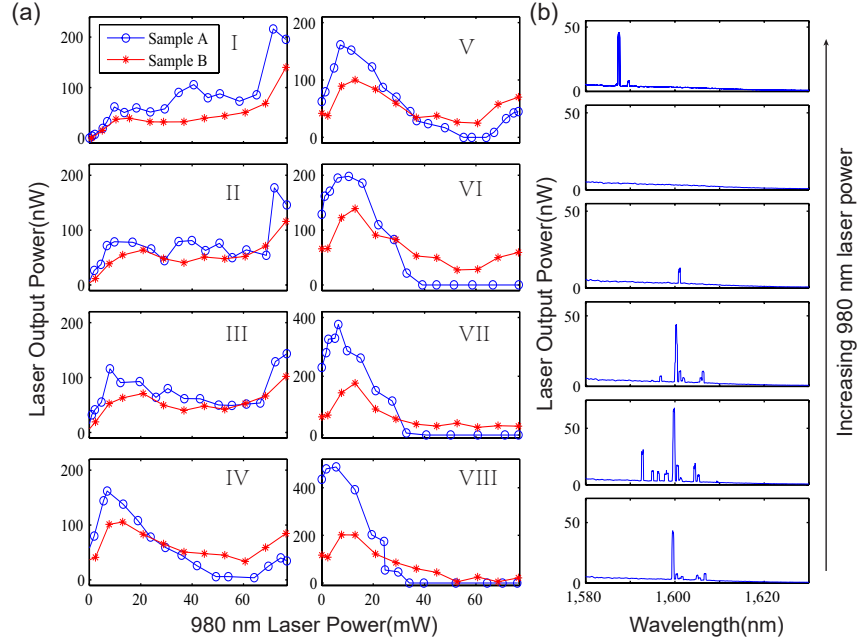 (a)
(b)
Sample A
Sample B
I
II
III
IV
V
VI
VII
VIII
200
100
0
200
100
0
200
100
0
200
100
0
0 20 40 60
200
100
0
200
100
0
400
200
0
400
200
0
0 20 40 60
Laser Output Power(nW)
980 nm Laser Power(mW)
50
0
50
0
50
0
50
0
50
0
50
0
1,580 1,600 1,620
Laser Output Power(nW)
Wavelength(nm)
Increasing 980 nm laser power